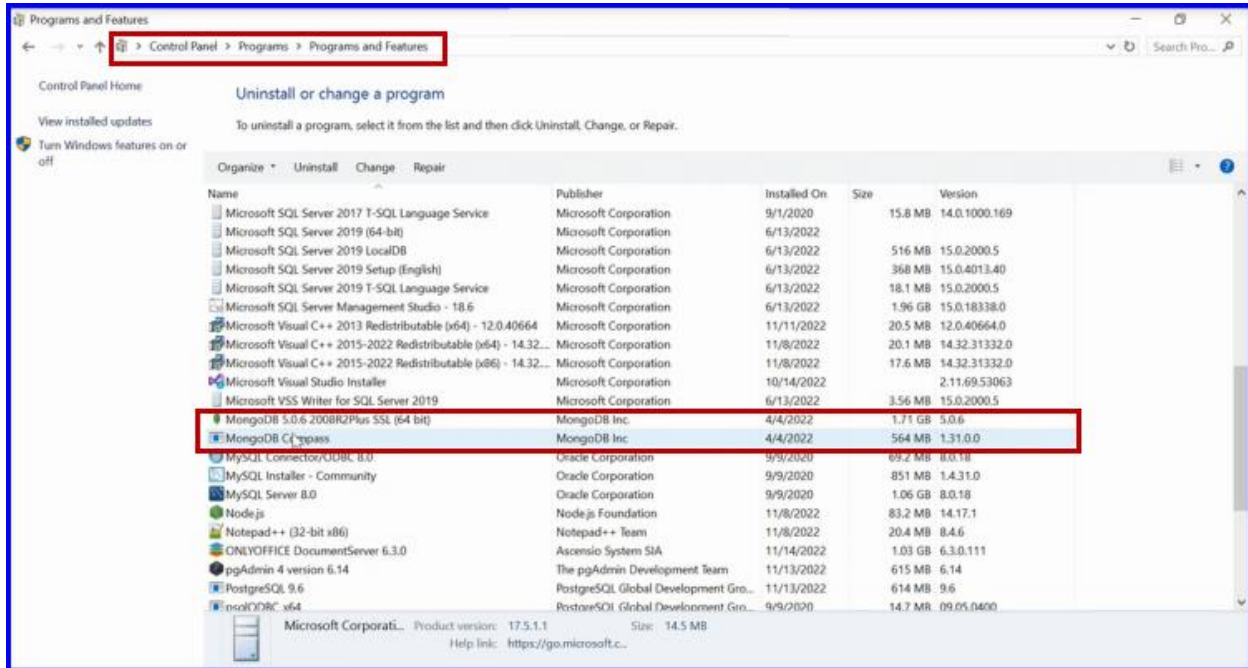 Programs and Features
Control Panel > Programs > Programs and Features
Search Pro...
Control Panel Home
View installed updates
Turn Windows features on or
off
Uninstall or change a program
To uninstall a program, select it from the list and then click Uninstall, Change, or Repair.
Organize Uninstall Change Repair
Name Publisher Installed On Size Version
Microsoft SQL Server 2017 T-SQL Language Service Microsoft Corporation 9/1/2020 15.8 MB 14.0.1000.169
Microsoft SQL Server 2019 (64-bit) Microsoft Corporation 6/13/2022
Microsoft SQL Server 2019 LocalDB Microsoft Corporation 6/13/2022 516 MB 15.0.2000.5
Microsoft SQL Server 2019 Setup (English) Microsoft Corporation 6/13/2022 368 MB 15.0.4013.40
Microsoft SQL Server 2019 T-SQL Language Service Microsoft Corporation 6/13/2022 18.1 MB 15.0.2000.5
Microsoft SQL Server Management Studio - 18.6 Microsoft Corporation 6/13/2022 1.96 GB 15.0.18338.0
Microsoft Visual C++ 2013 Redistributable (x64) - 12.0.40664 Microsoft Corporation 11/11/2022 20.5 MB 12.0.40664.0
Microsoft Visual C++ 2015-2022 Redistributable (x64) - 14.32... Microsoft Corporation 11/8/2022 20.1 MB 14.32.31332.0
Microsoft Visual C++ 2015-2022 Redistributable (x86) - 14.32... Microsoft Corporation 11/8/2022 17.6 MB 14.32.31332.0
Microsoft Visual Studio Installer Microsoft Corporation 10/14/2022 2.11.69.53063
Microsoft VSS Writer for SQL Server 2019 Microsoft Corporation 6/13/2022 3.56 MB 15.0.2000.5
MongoDB 5.0.6 2008R2Plus SSL (64 bit) MongoDB Inc. 4/4/2022 1.71 GB 5.0.6
MongoDB Compass MongoDB Inc 4/4/2022 564 MB 1.31.0.0
MySQL Connector/ODBC 8.0 Oracle Corporation 9/9/2020 69.2 MB 8.0.18
MySQL Installer - Community Oracle Corporation 9/9/2020 851 MB 1.4.31.0
MySQL Server 8.0 Oracle Corporation 9/9/2020 1.06 GB 8.0.18
Node.js Node.js Foundation 11/8/2022 83.2 MB 14.17.1
Notepad++ (32-bit x86) Notepad++ Team 11/8/2022 20.4 MB 8.4.6
ONLYOFFICE DocumentServer 6.3.0 Ascensio System SIA 11/14/2022 1.03 GB 6.3.0.111
pgAdmin 4 version 6.14 The pgAdmin Development Team 11/13/2022 615 MB 6.14
PostgreSQL 9.6 PostgreSQL Global Development Gro... 11/13/2022 614 MB 9.6
psqlODBC x64 PostgreSQL Global Development Gro... 9/9/2020 14.7 MB 09.05.0400
Microsoft Corporati... Product version: 17.5.1.1 Size: 14.5 MB
Help link: https://go.microsoft.c...